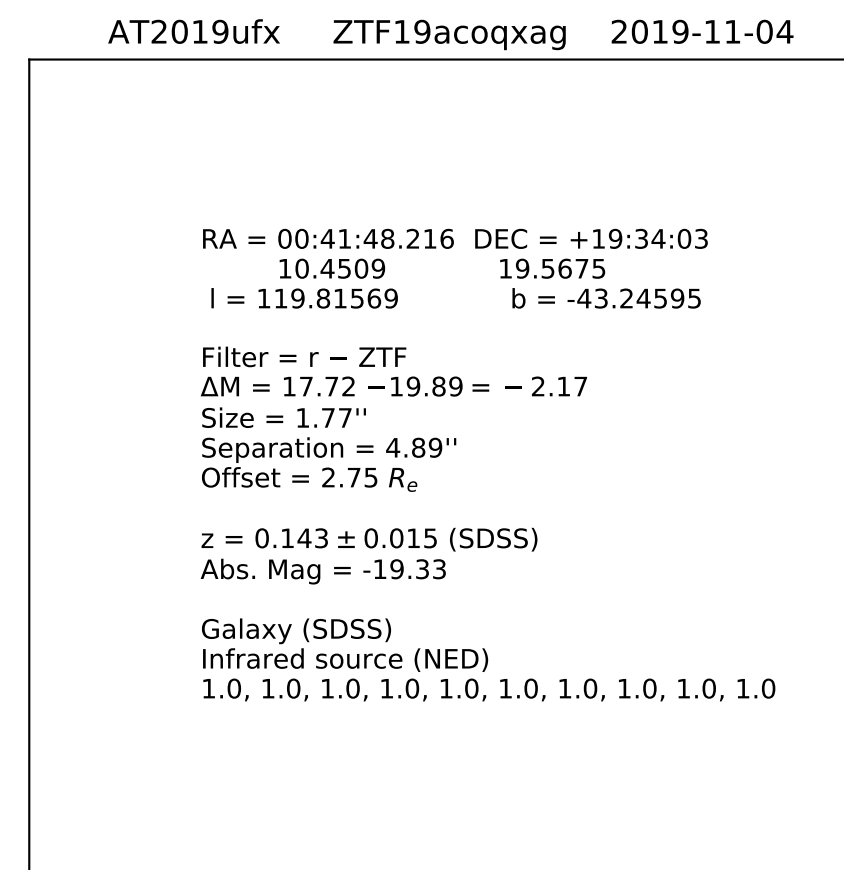 AT2019ufx ZTF19acoqxag 2019-11-04
RA = 00:41:48.216 DEC = +19:34:03
10.4509 19.5675
l = 119.81569 b = -43.24595
Filter = r − ZTF
ΔM = 17.72 −19.89 = − 2.17
Size = 1.77''
Separation = 4.89''
Offset = 2.75 Rₑ
z = 0.143 ± 0.015 (SDSS)
Abs. Mag = -19.33
Galaxy (SDSS)
Infrared source (NED)
1.0, 1.0, 1.0, 1.0, 1.0, 1.0, 1.0, 1.0, 1.0, 1.0